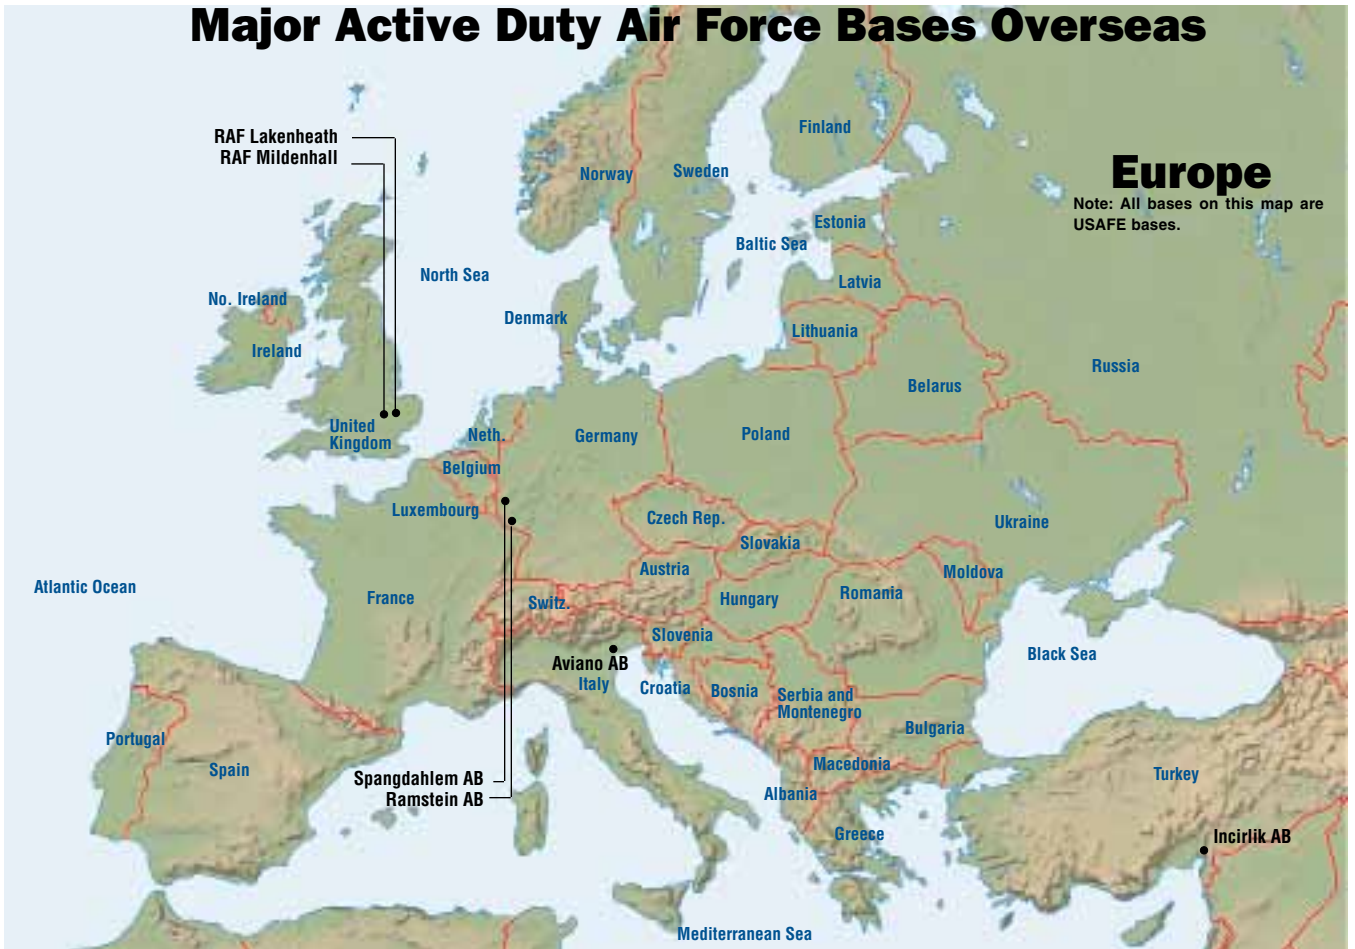 Major Active Duty Air Force Bases Overseas
RAF Lakenheath
RAF Mildenhall
Europe
Note: All bases on this map are
USAFE bases.
Finland
Norway
Sweden
Estonia
Baltic Sea
North Sea
Latvia
No. Ireland
Denmark
Lithuania
Ireland
Russia
Belarus
United
Kingdom
Neth.
Germany
Poland
Belgium
Luxembourg
Czech Rep.
Ukraine
Slovakia
Austria
Moldova
Atlantic Ocean
France
Switz.
Hungary
Romania
Slovenia
Black Sea
Aviano AB
Italy
Croatia
Bosnia
Serbia and
Montenegro
Bulgaria
Portugal
Spain
Macedonia
Spangdahlem AB
Ramstein AB
Turkey
Albania
Greece
Incirlik AB
Mediterranean Sea